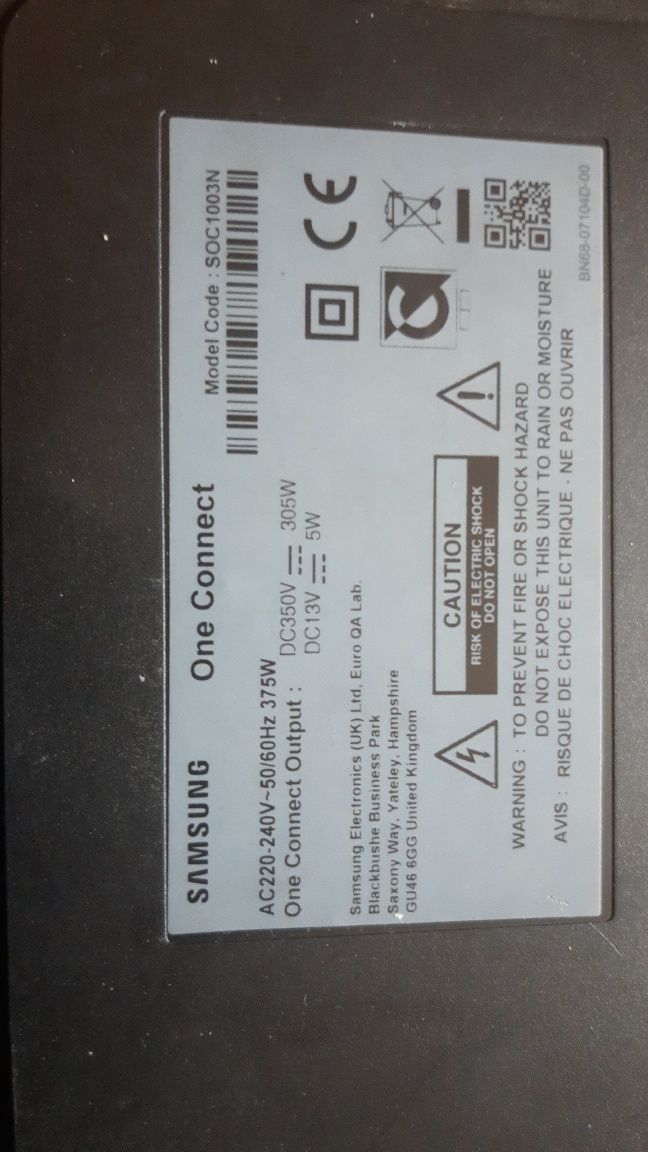 SAMSUNG One Connect Model Code : SOC1003N
AC220-240V~50/60Hz 375W
One Connect Output : DC350V 305W
DC13V 5W
Samsung Electronics (UK) Ltd, Euro QA Lab.
Blackbushe Business Park
Saxony Way, Yateley, Hampshire
GU46 6GG United Kingdom
CE
CAUTION
RISK OF ELECTRIC SHOCK
DO NOT OPEN
WARNING : TO PREVENT FIRE OR SHOCK HAZARD
DO NOT EXPOSE THIS UNIT TO RAIN OR MOISTURE
AVIS : RISQUE DE CHOC ELECTRIQUE - NE PAS OUVRIR
BN68-07104D-00